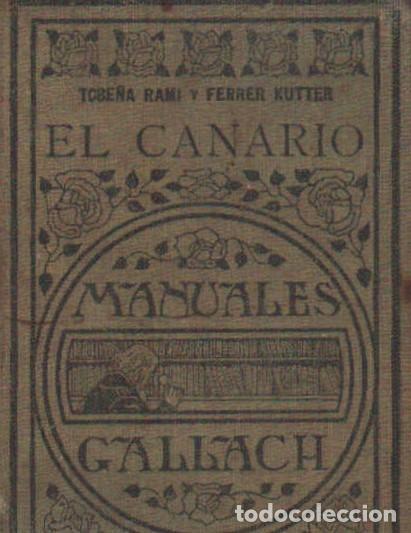 TOBEÑA RAMI Y FERRER KUTTER
EL CANARIO
MANUALES
GALLACH
todocoleccion.net